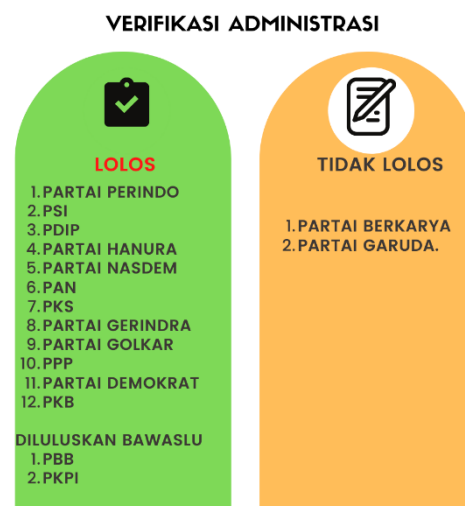 VERIFIKASI ADMINISTRASI
LOLOS
1. PARTAI PERINDO
2. PSI
3. PDIP
4. PARTAI HANURA
5. PARTAI NASDEM
6. PAN
7. PKS
8. PARTAI GERINDRA
9. PARTAI GOLKAR
10. PPP
11. PARTAI DEMOKRAT
12. PKB
DILULUSKAN BAWASLU
1. PBB
2. PKPI
TIDAK LOLOS
1. PARTAI BERKARYA
2. PARTAI GARUDA.